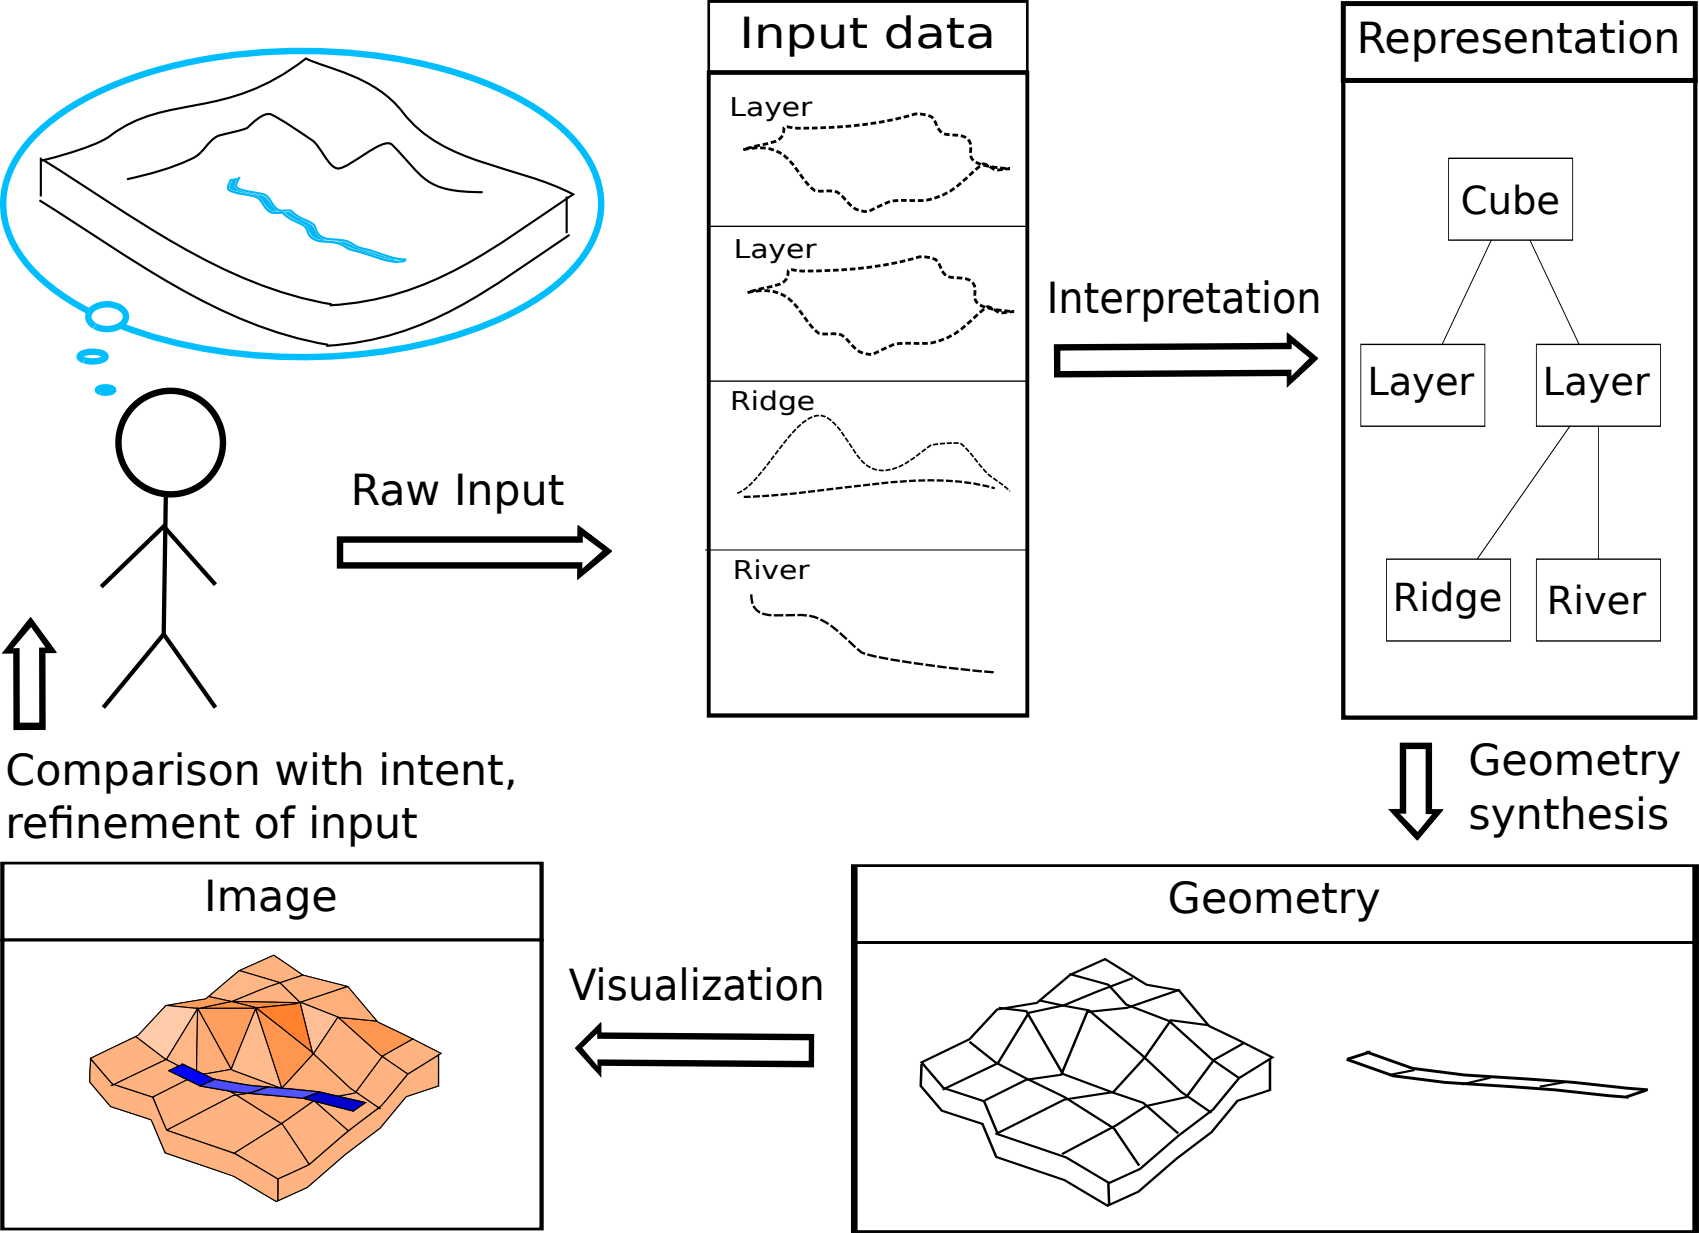 Input data
Layer
Layer
Ridge
River
Representation
Cube
Layer
Layer
Ridge
River
Raw Input
Interpretation
Geometry
synthesis
Geometry
Visualization
Image
Comparison with intent,
refinement of input